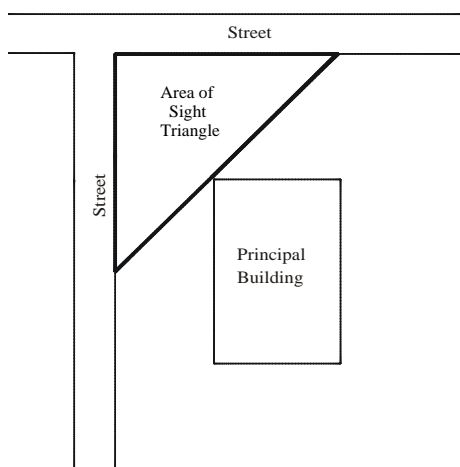 Street
Area of
Sight
Triangle
Street
Principal
Building